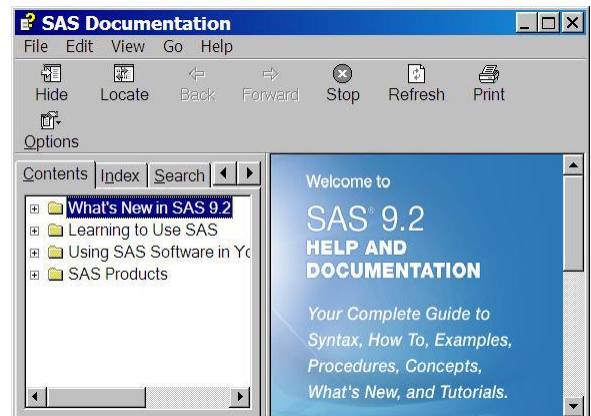 SAS Documentation
File Edit View Go Help
Hide Locate Back Forward Stop Refresh Print
Options
Contents Index Search
What's New in SAS 9.2
Learning to Use SAS
Using SAS Software in Yo
SAS Products
Welcome to
SAS® 9.2
HELP AND
DOCUMENTATION
Your Complete Guide to
Syntax, How To, Examples,
Procedures, Concepts,
What's New, and Tutorials.